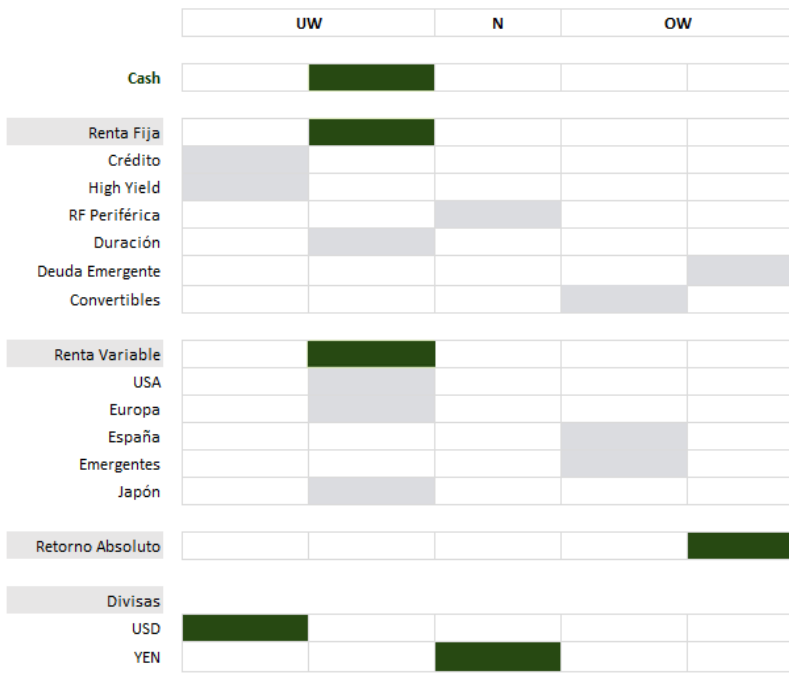 UW N OW
Cash
Renta Fija
Crédito
High Yield
RF Periférica
Duración
Deuda Emergente
Convertibles
Renta Variable
USA
Europa
España
Emergentes
Japón
Retorno Absoluto
Divisas
USD
YEN